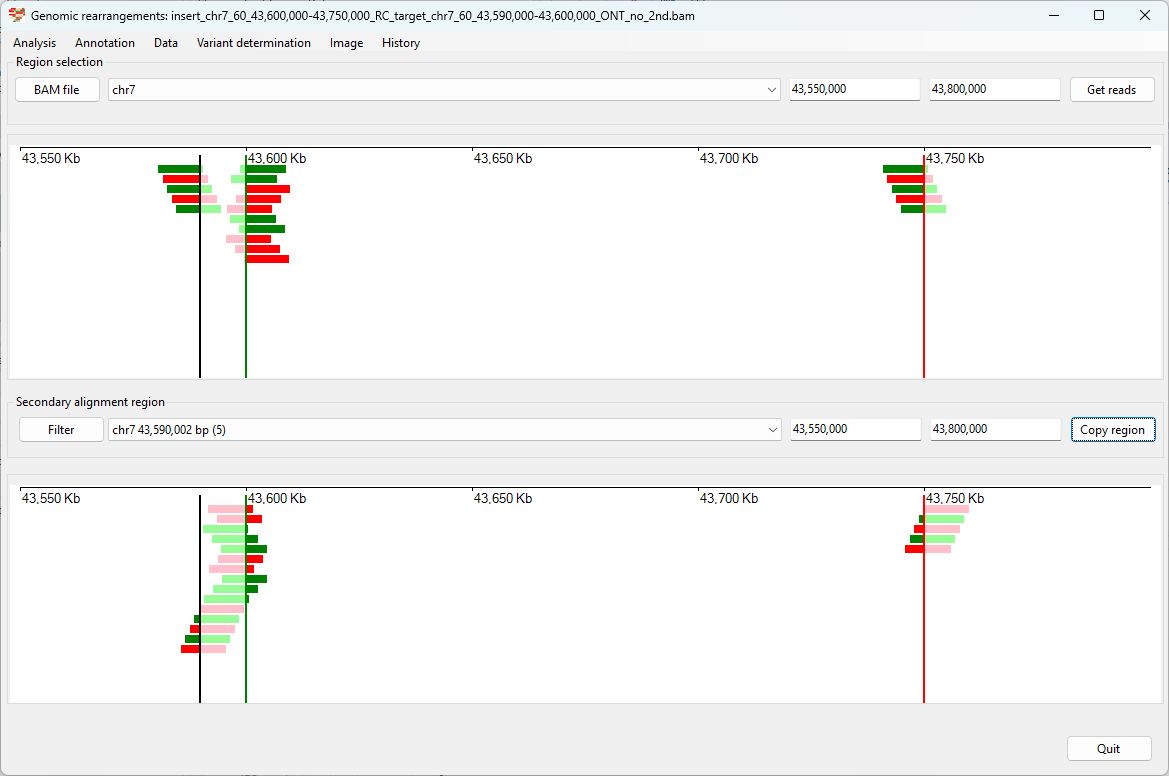 Genomic rearrangements: insert_chr7_60_43,600,000-43,750,000_RC_target_chr7_60_43,590,000-43,600,000_ONT_no_2nd.bam
Analysis Annotation Data Variant determination Image History
Region selection
BAM file chr7 43,550,000 43,800,000 Get reads
43,550 Kb 43,600 Kb 43,650 Kb 43,700 Kb 43,750 Kb
Secondary alignment region
Filter chr7 43,590,002 bp (5) 43,550,000 43,800,000 Copy region
43,550 Kb 43,600 Kb 43,650 Kb 43,700 Kb 43,750 Kb
Quit